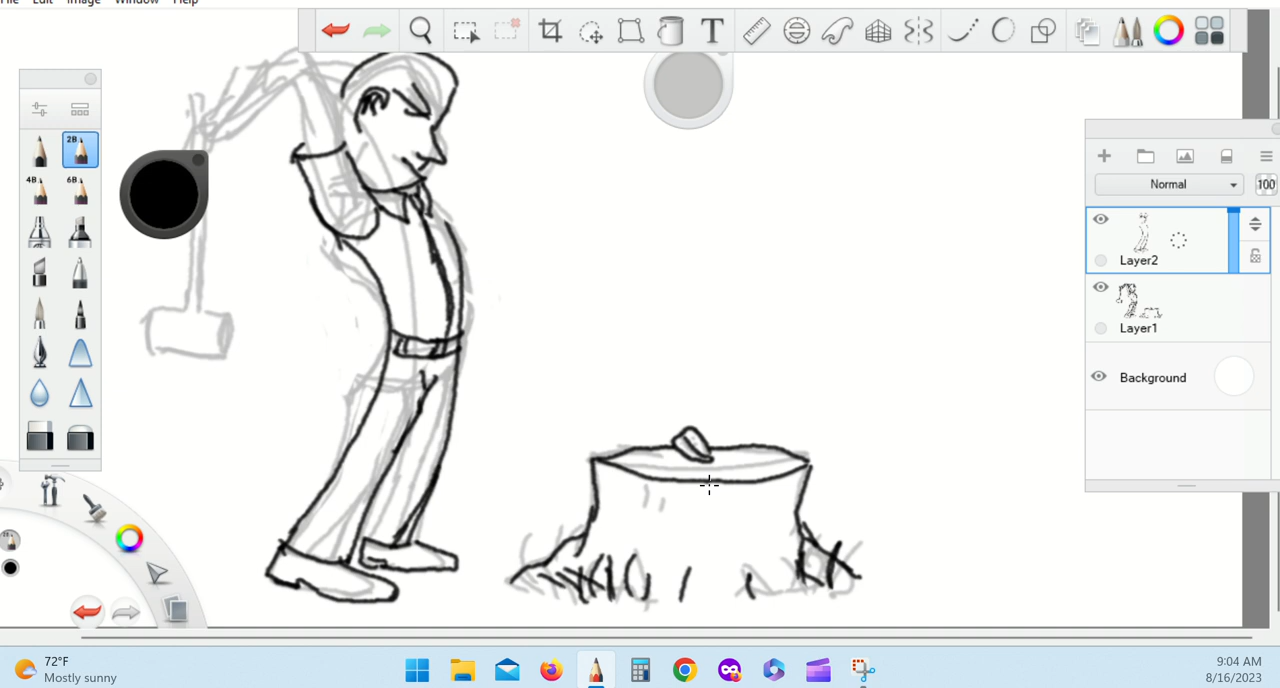 File Edit Image Window Help
T
2B
4B 6B
Normal 100
Layer2
Layer1
Background
72°F
Mostly sunny
9:04 AM
8/16/2023